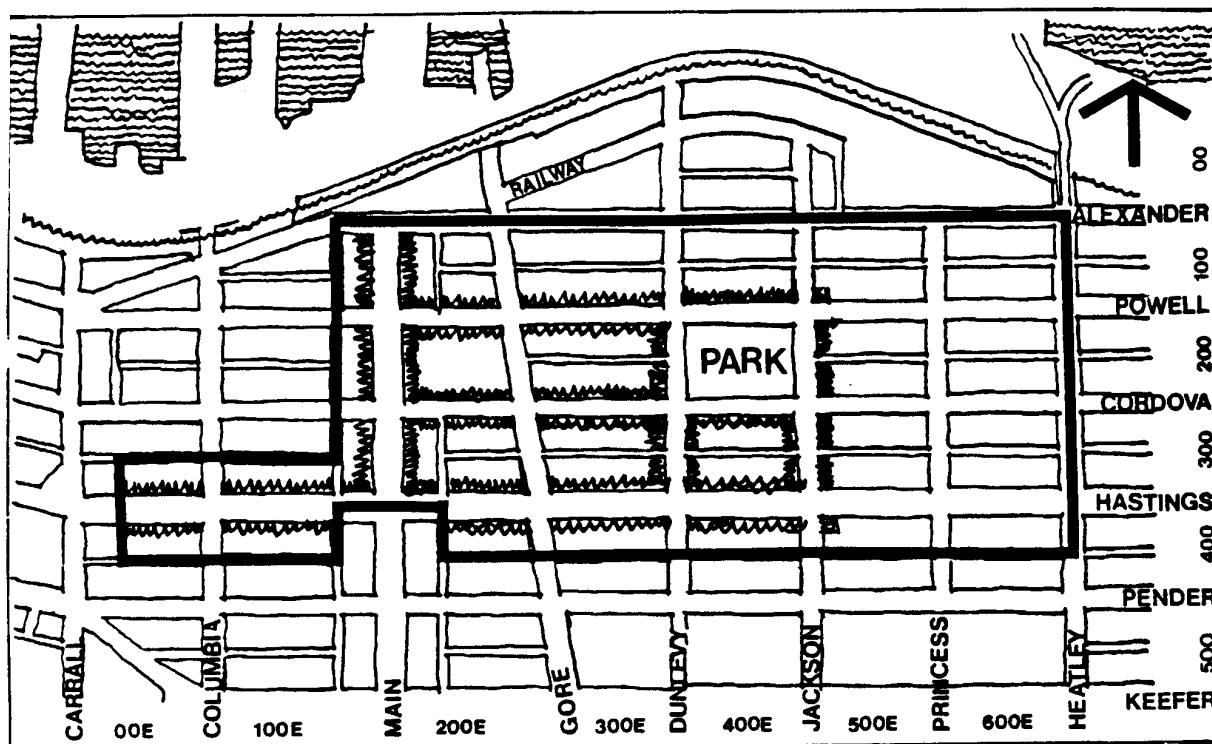 RAILWAY
00
ALEXANDER
100
POWELL
PARK
200
CORDOVA
300
HASTINGS
400
PENDER
500
KEEFER
CARRALL
00E
COLUMBIA
100E
MAIN
200E
GORE
300E
DUNLEVY
400E
JACKSON
500E
PRINCESS
600E
HEATLEY